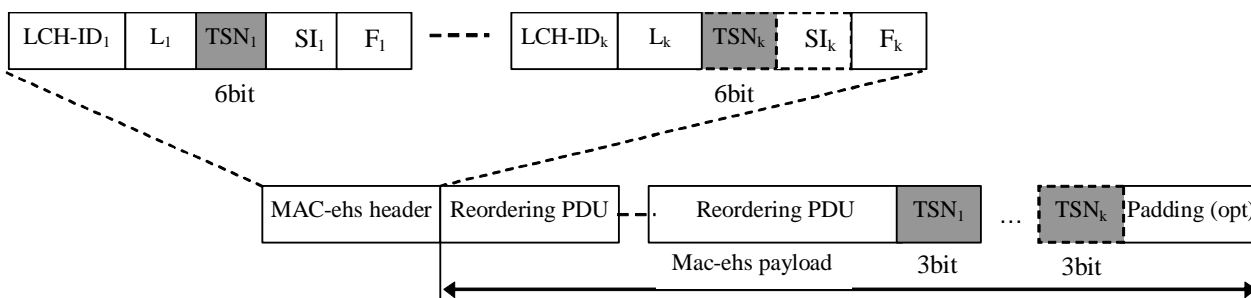 LCH-ID1 L1 TSN1 SI1 F1 LCH-IDk Lk TSNk SIk Fk
6bit 6bit
MAC-ehs header Reordering PDU Reordering PDU TSN1 ... TSNk Padding (opt)
Mac-ehs payload 3bit 3bit